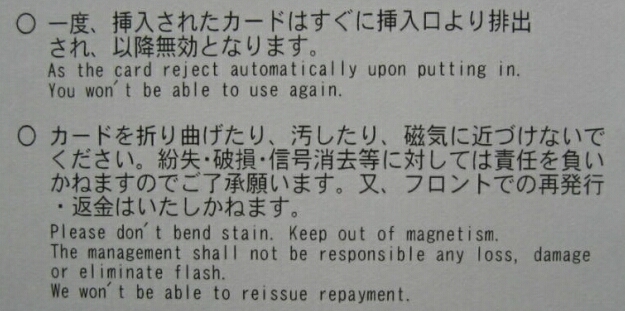 ○ 一度、挿入されたカードはすぐに挿入口より排出
され、以降無効となります。
As the card reject automatically upon putting in.
You won't be able to use again.
○ カードを折り曲げたり、汚したり、磁気に近づけないで
ください。紛失・破損・信号消去等に対しては責任を負い
かねますのでご了承願います。又、フロントでの再発行
・返金はいたしかねます。
Please don't bend stain. Keep out of magnetism.
The management shall not be responsible any loss, damage
or eliminate flash.
We won't be able to reissue repayment.